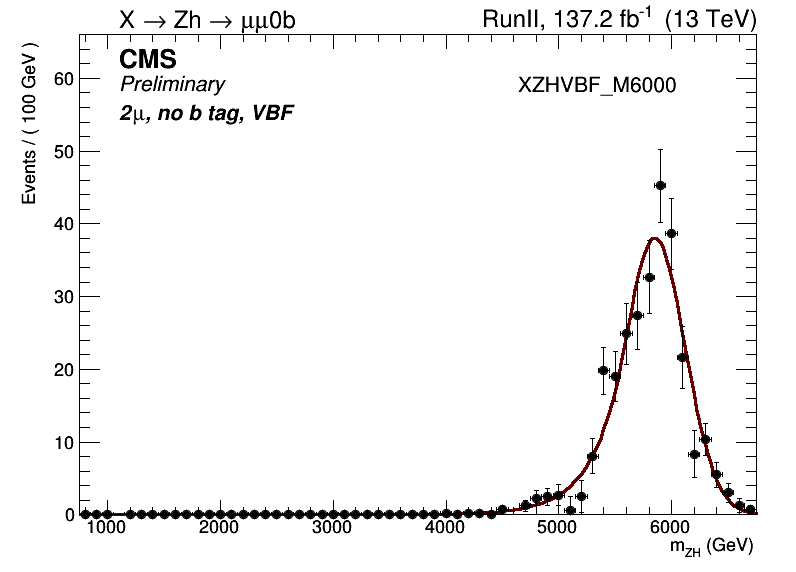 X → Zh → μμ0b
RunII, 137.2 fb⁻¹ (13 TeV)
CMS
Preliminary
2μ, no b tag, VBF
XZHVBF_M6000
Events / ( 100 GeV )
60
50
40
30
20
10
0
1000 2000 3000 4000 5000 6000
m_ZH (GeV)